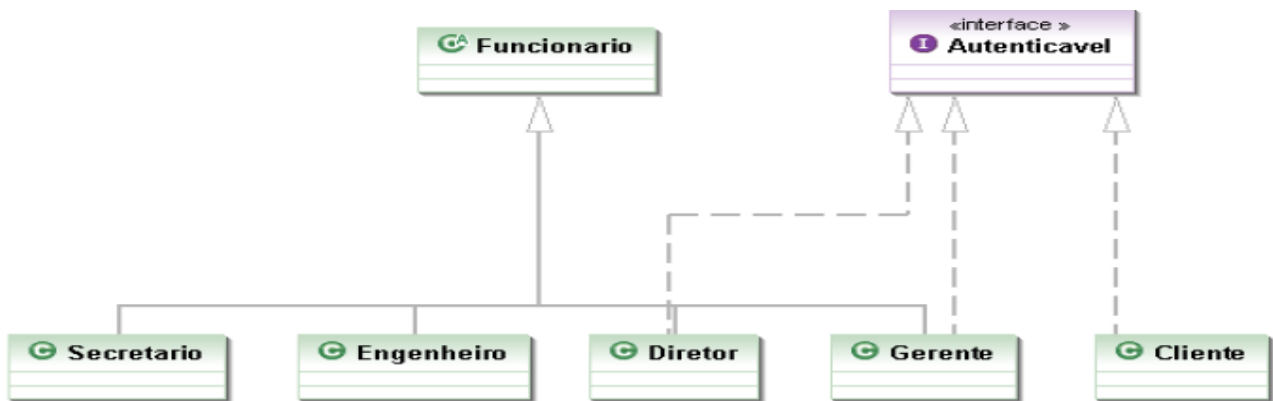 Funcionario
«interface »
Autenticavel
Secretario
Engenheiro
Diretor
Gerente
Cliente